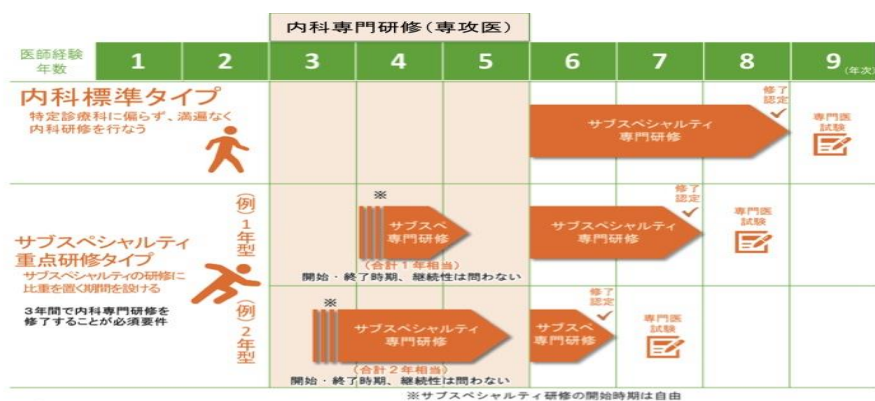 内科専門研修(専攻医)
医師経験
年数
1 2 3 4 5 6 7 8 9(年次)
内科標準タイプ
特定診療科に偏らず、満遍なく
内科研修を行なう
サブスペシャルティ
専門研修
修了
認定
専門医
試験
サブスペシャルティ
重点研修タイプ
サブスペシャルティの研修に
比重を置く期間を設ける
3年間で内科専門研修を
修了することが必須要件
(例)1年型
※
サブスペ
専門研修
(合計1年相当)
開始・終了時期、継続性は問わない
サブスペシャルティ
専門研修
修了
認定
専門医
試験
(例)2年型
※
サブスペシャルティ
専門研修
(合計2年相当)
開始・終了時期、継続性は問わない
サブスペ
専門研修
修了
認定
専門医
試験
※サブスペシャルティ研修の開始時期は自由